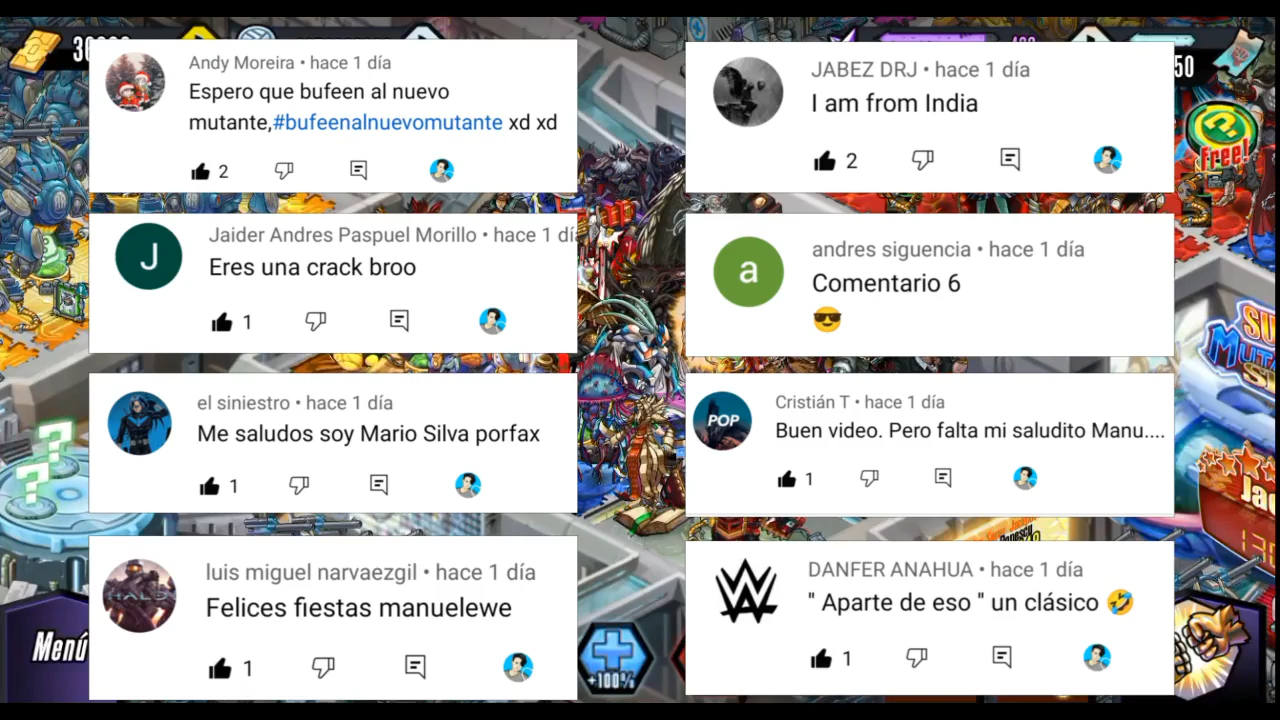 Andy Moreira • hace 1 día
Espero que bufeen al nuevo
mutante,#bufeenalnuevomutante xd xd
2
Jaider Andres Paspuel Morillo • hace 1 dí
J
Eres una crack broo
1
el siniestro • hace 1 día
Me saludos soy Mario Silva porfax
1
luis miguel narvaezgil • hace 1 día
HALO
Felices fiestas manuelewe
1
Menú
+100%
JABEZ DRJ • hace 1 día
I am from India
2
50
Free!
andres siguencia • hace 1 día
a
Comentario 6
😎
Cristián T • hace 1 día
POP
Buen video. Pero falta mi saludito Manu....
1
DANFER ANAHUA • hace 1 día
" Aparte de eso " un clásico 🤣
1